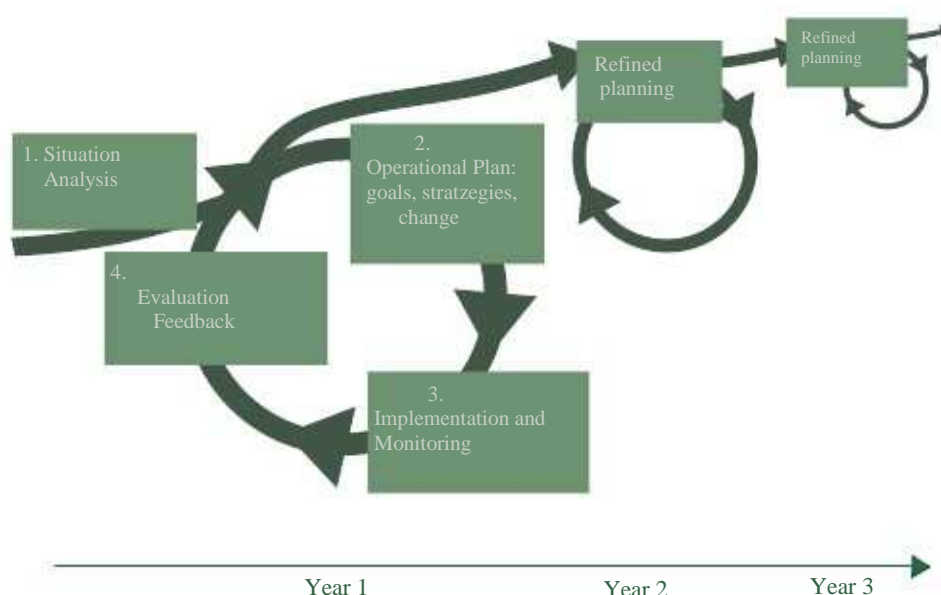 1. Situation
Analysis
2.
Operational Plan:
goals, stratzegies,
change
3.
Implementation and
Monitoring
4.
Evaluation
Feedback
Refined
planning
Refined
planning
Year 1
Year 2
Year 3